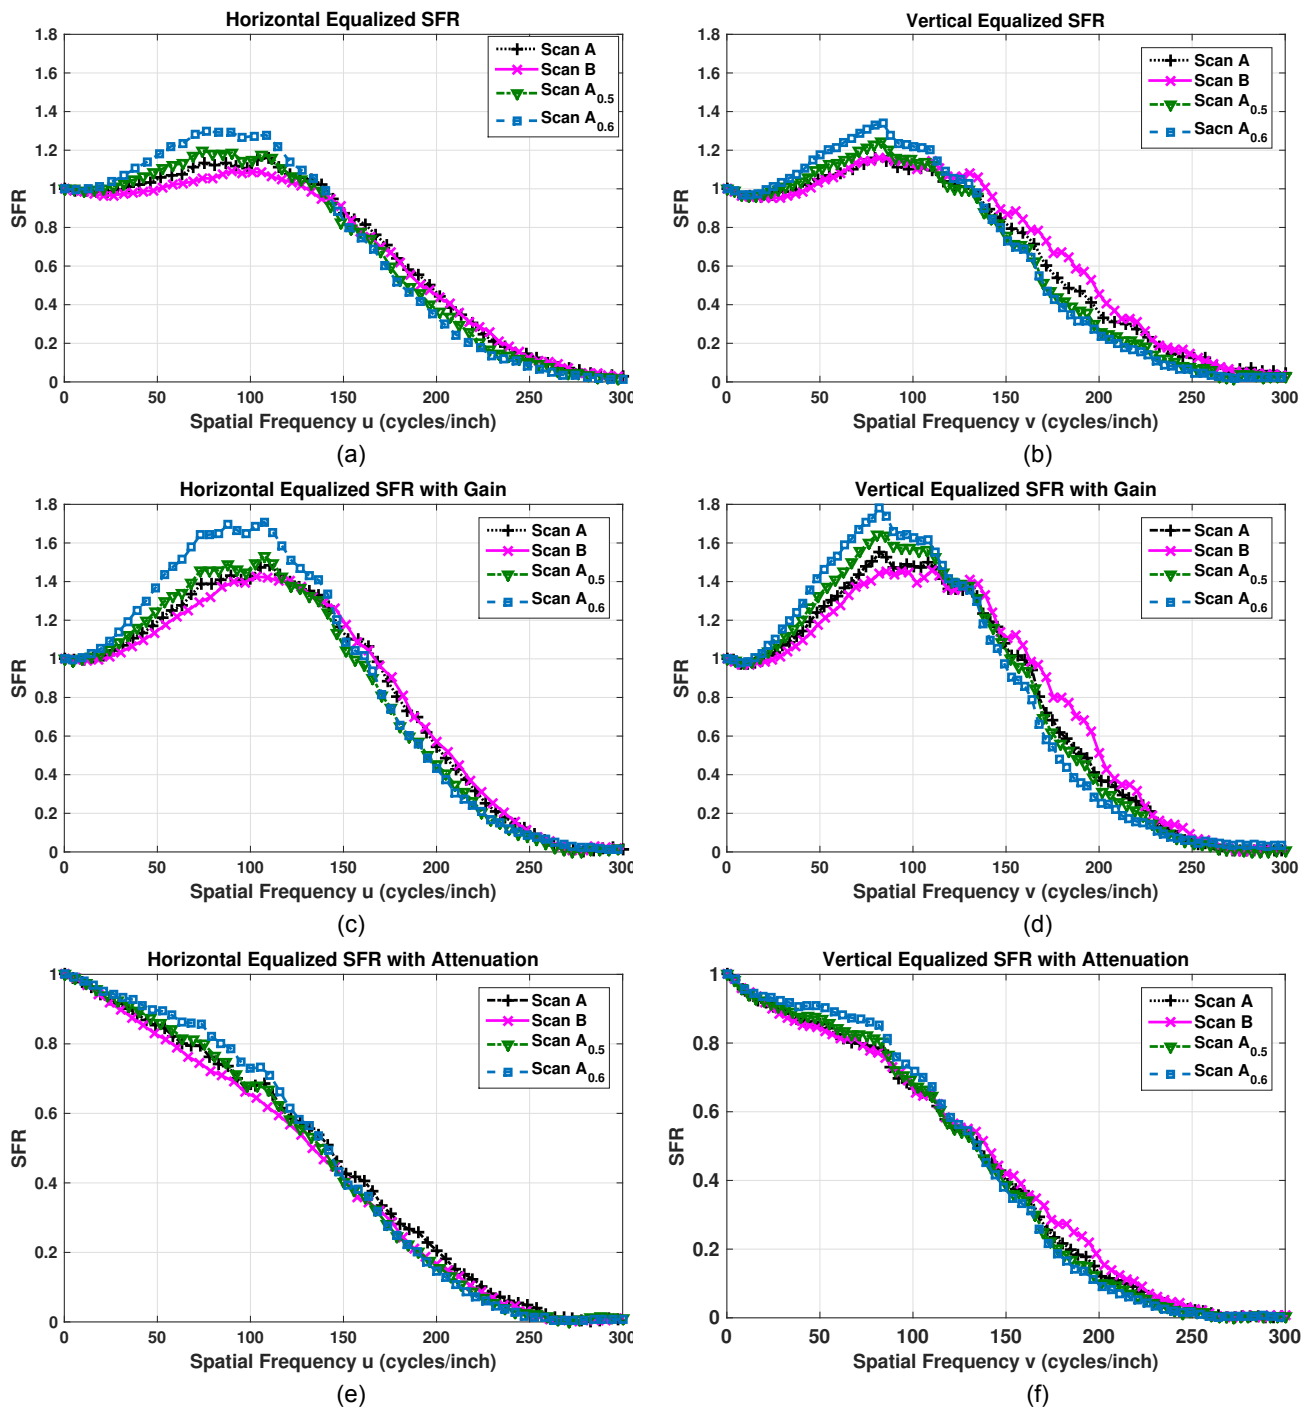 Horizontal Equalized SFR
1.8
1.6
1.4
1.2
1
0.8
0.6
0.4
0.2
0
SFR
Scan A
Scan B
Scan A0.5
Scan A0.6
0 50 100 150 200 250 300
Spatial Frequency u (cycles/inch)
(a)
Vertical Equalized SFR
1.8
1.6
1.4
1.2
1
0.8
0.6
0.4
0.2
0
SFR
Scan A
Scan B
Scan A0.5
Sacn A0.6
0 50 100 150 200 250 300
Spatial Frequency v (cycles/inch)
(b)
Horizontal Equalized SFR with Gain
1.8
1.6
1.4
1.2
1
0.8
0.6
0.4
0.2
0
SFR
Scan A
Scan B
Scan A0.5
Scan A0.6
0 50 100 150 200 250 300
Spatial Frequency u (cycles/inch)
(c)
Vertical Equalized SFR with Gain
1.8
1.6
1.4
1.2
1
0.8
0.6
0.4
0.2
0
SFR
Scan A
Scan B
Scan A0.5
Scan A0.6
0 50 100 150 200 250 300
Spatial Frequency v (cycles/inch)
(d)
Horizontal Equalized SFR with Attenuation
1
0.8
0.6
0.4
0.2
0
SFR
Scan A
Scan B
Scan A0.5
Scan A0.6
0 50 100 150 200 250 300
Spatial Frequency u (cycles/inch)
(e)
Vertical Equalized SFR with Attenuation
1
0.8
0.6
0.4
0.2
0
SFR
Scan A
Scan B
Scan A0.5
Scan A0.6
0 50 100 150 200 250 300
Spatial Frequency v (cycles/inch)
(f)